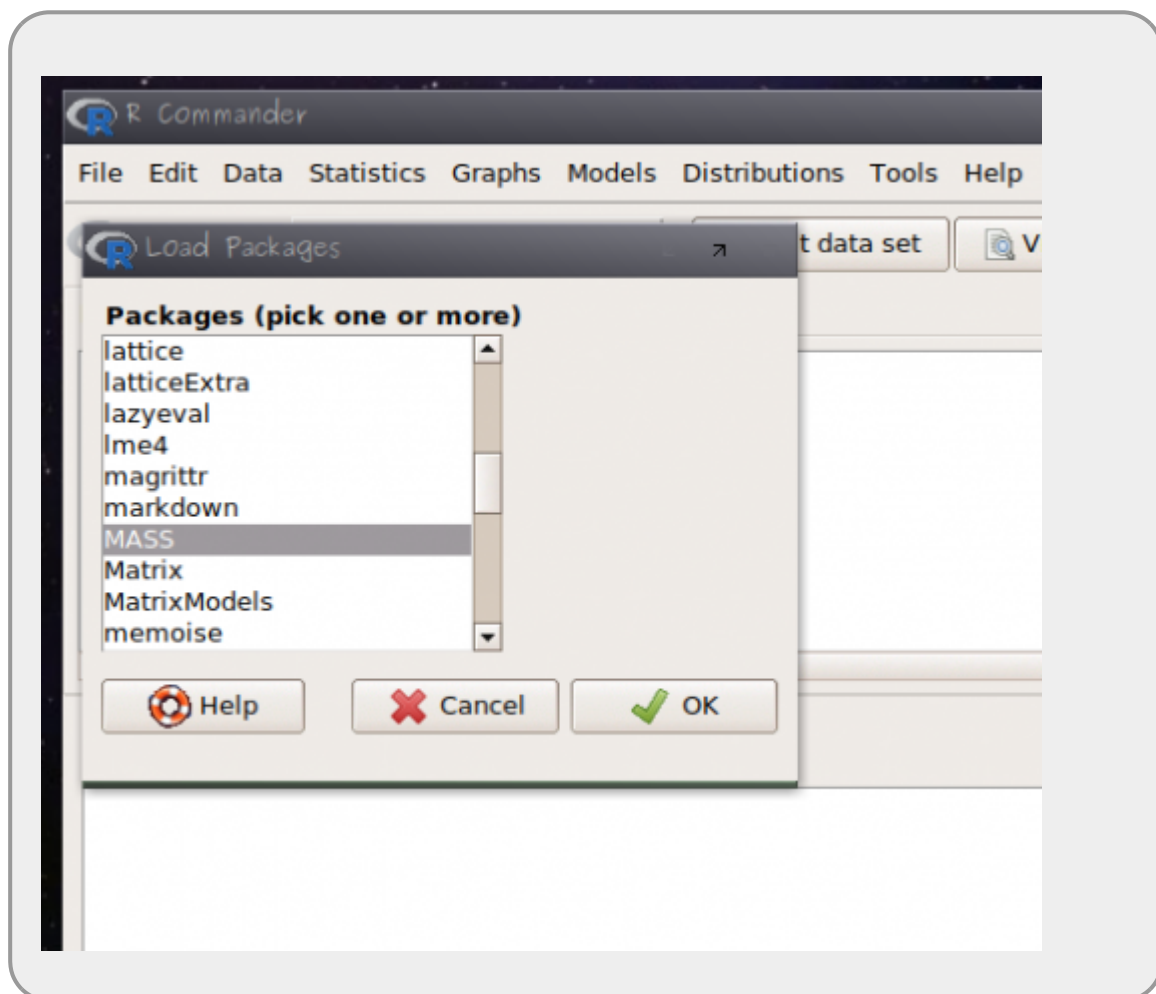 R Commander
File Edit Data Statistics Graphs Models Distributions Tools Help
Load Packages
t data set V
Packages (pick one or more)
lattice
latticeExtra
lazyeval
lme4
magrittr
markdown
MASS
Matrix
MatrixModels
memoise
Help Cancel OK